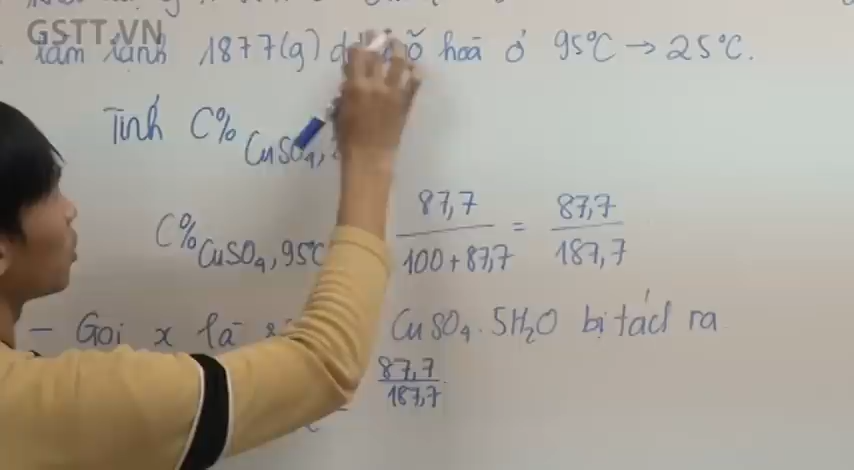 GSTT.VN
làm lạnh 1877(g) hoà ở 95°C → 25°C.
Tính C% CuSO₄,
C% CuSO₄, 95°C 87,7 / 100 + 87,7 = 87,7 / 187,7
- Gọi x là CuSO₄.5H₂O bị tách ra
87,7 / 187,7